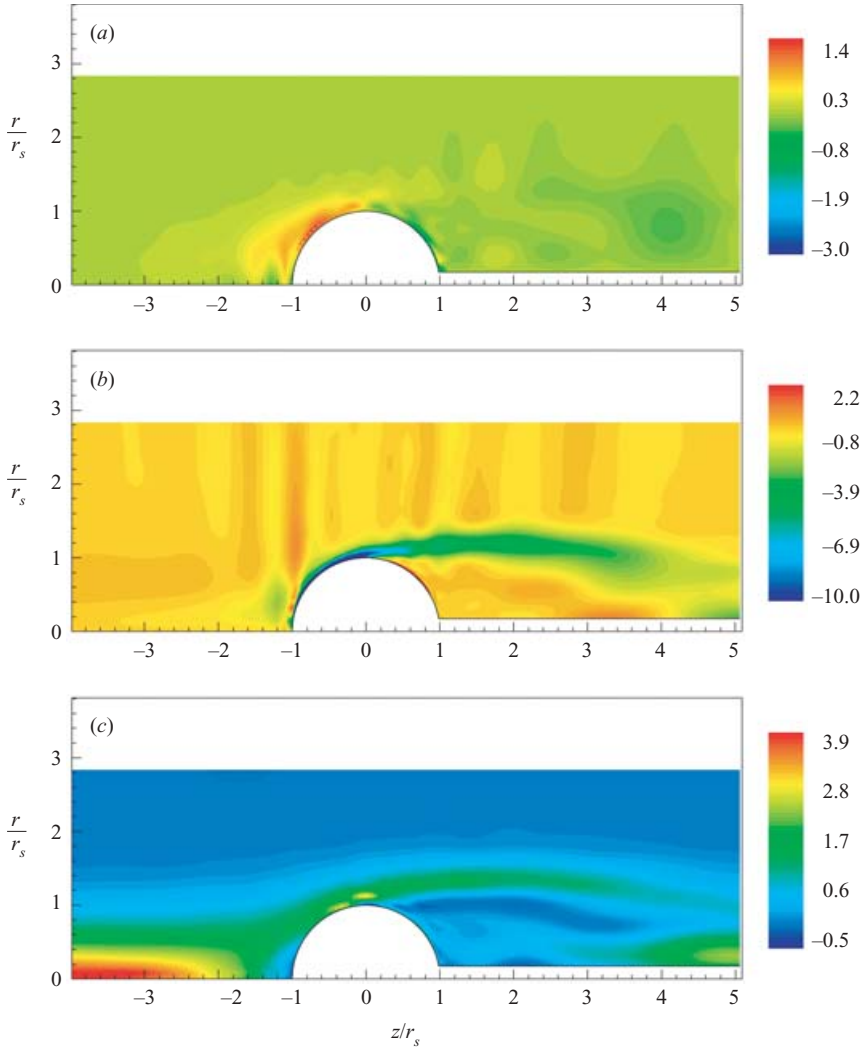 (a)
3
2
1
0
r
r_s
–3 –2 –1 0 1 2 3 4 5
1.4
0.3
–0.8
–1.9
–3.0
(b)
3
2
1
0
r
r_s
–3 –2 –1 0 1 2 3 4 5
2.2
–0.8
–3.9
–6.9
–10.0
(c)
3
2
1
0
r
r_s
–3 –2 –1 0 1 2 3 4 5
z/r_s
3.9
2.8
1.7
0.6
–0.5